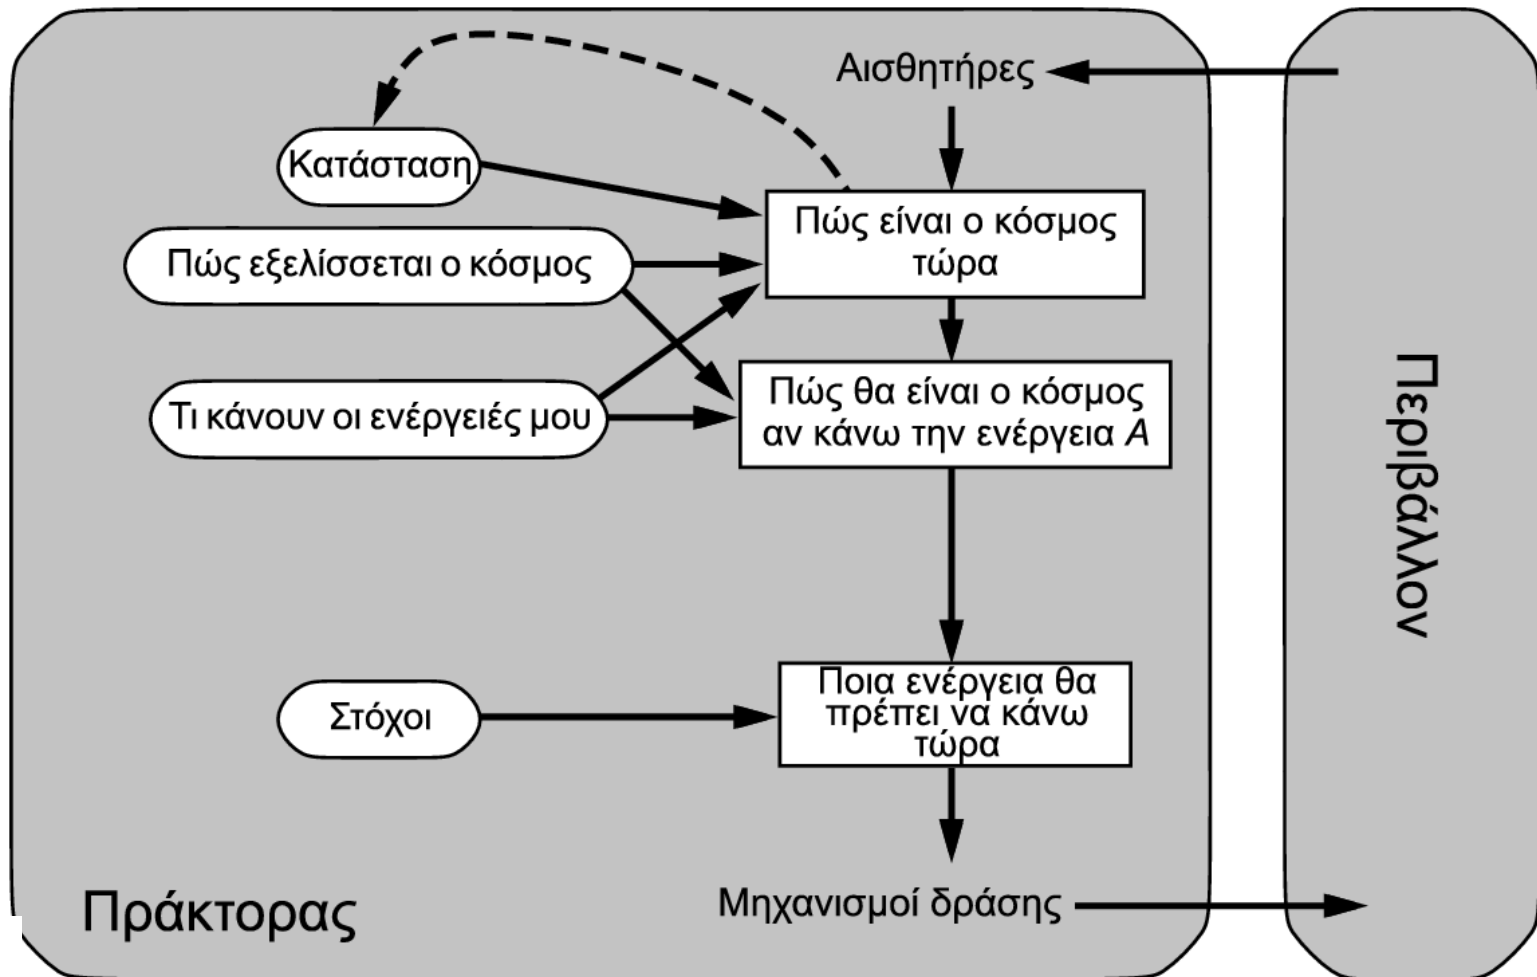 Αισθητήρες
Κατάσταση
Πώς είναι ο κόσμος
τώρα
Πώς εξελίσσεται ο κόσμος
Πώς θα είναι ο κόσμος
αν κάνω την ενέργεια Α
Τι κάνουν οι ενέργειές μου
Ποια ενέργεια θα
πρέπει να κάνω
τώρα
Στόχοι
Μηχανισμοί δράσης
Πράκτορας
Περιβάλλον